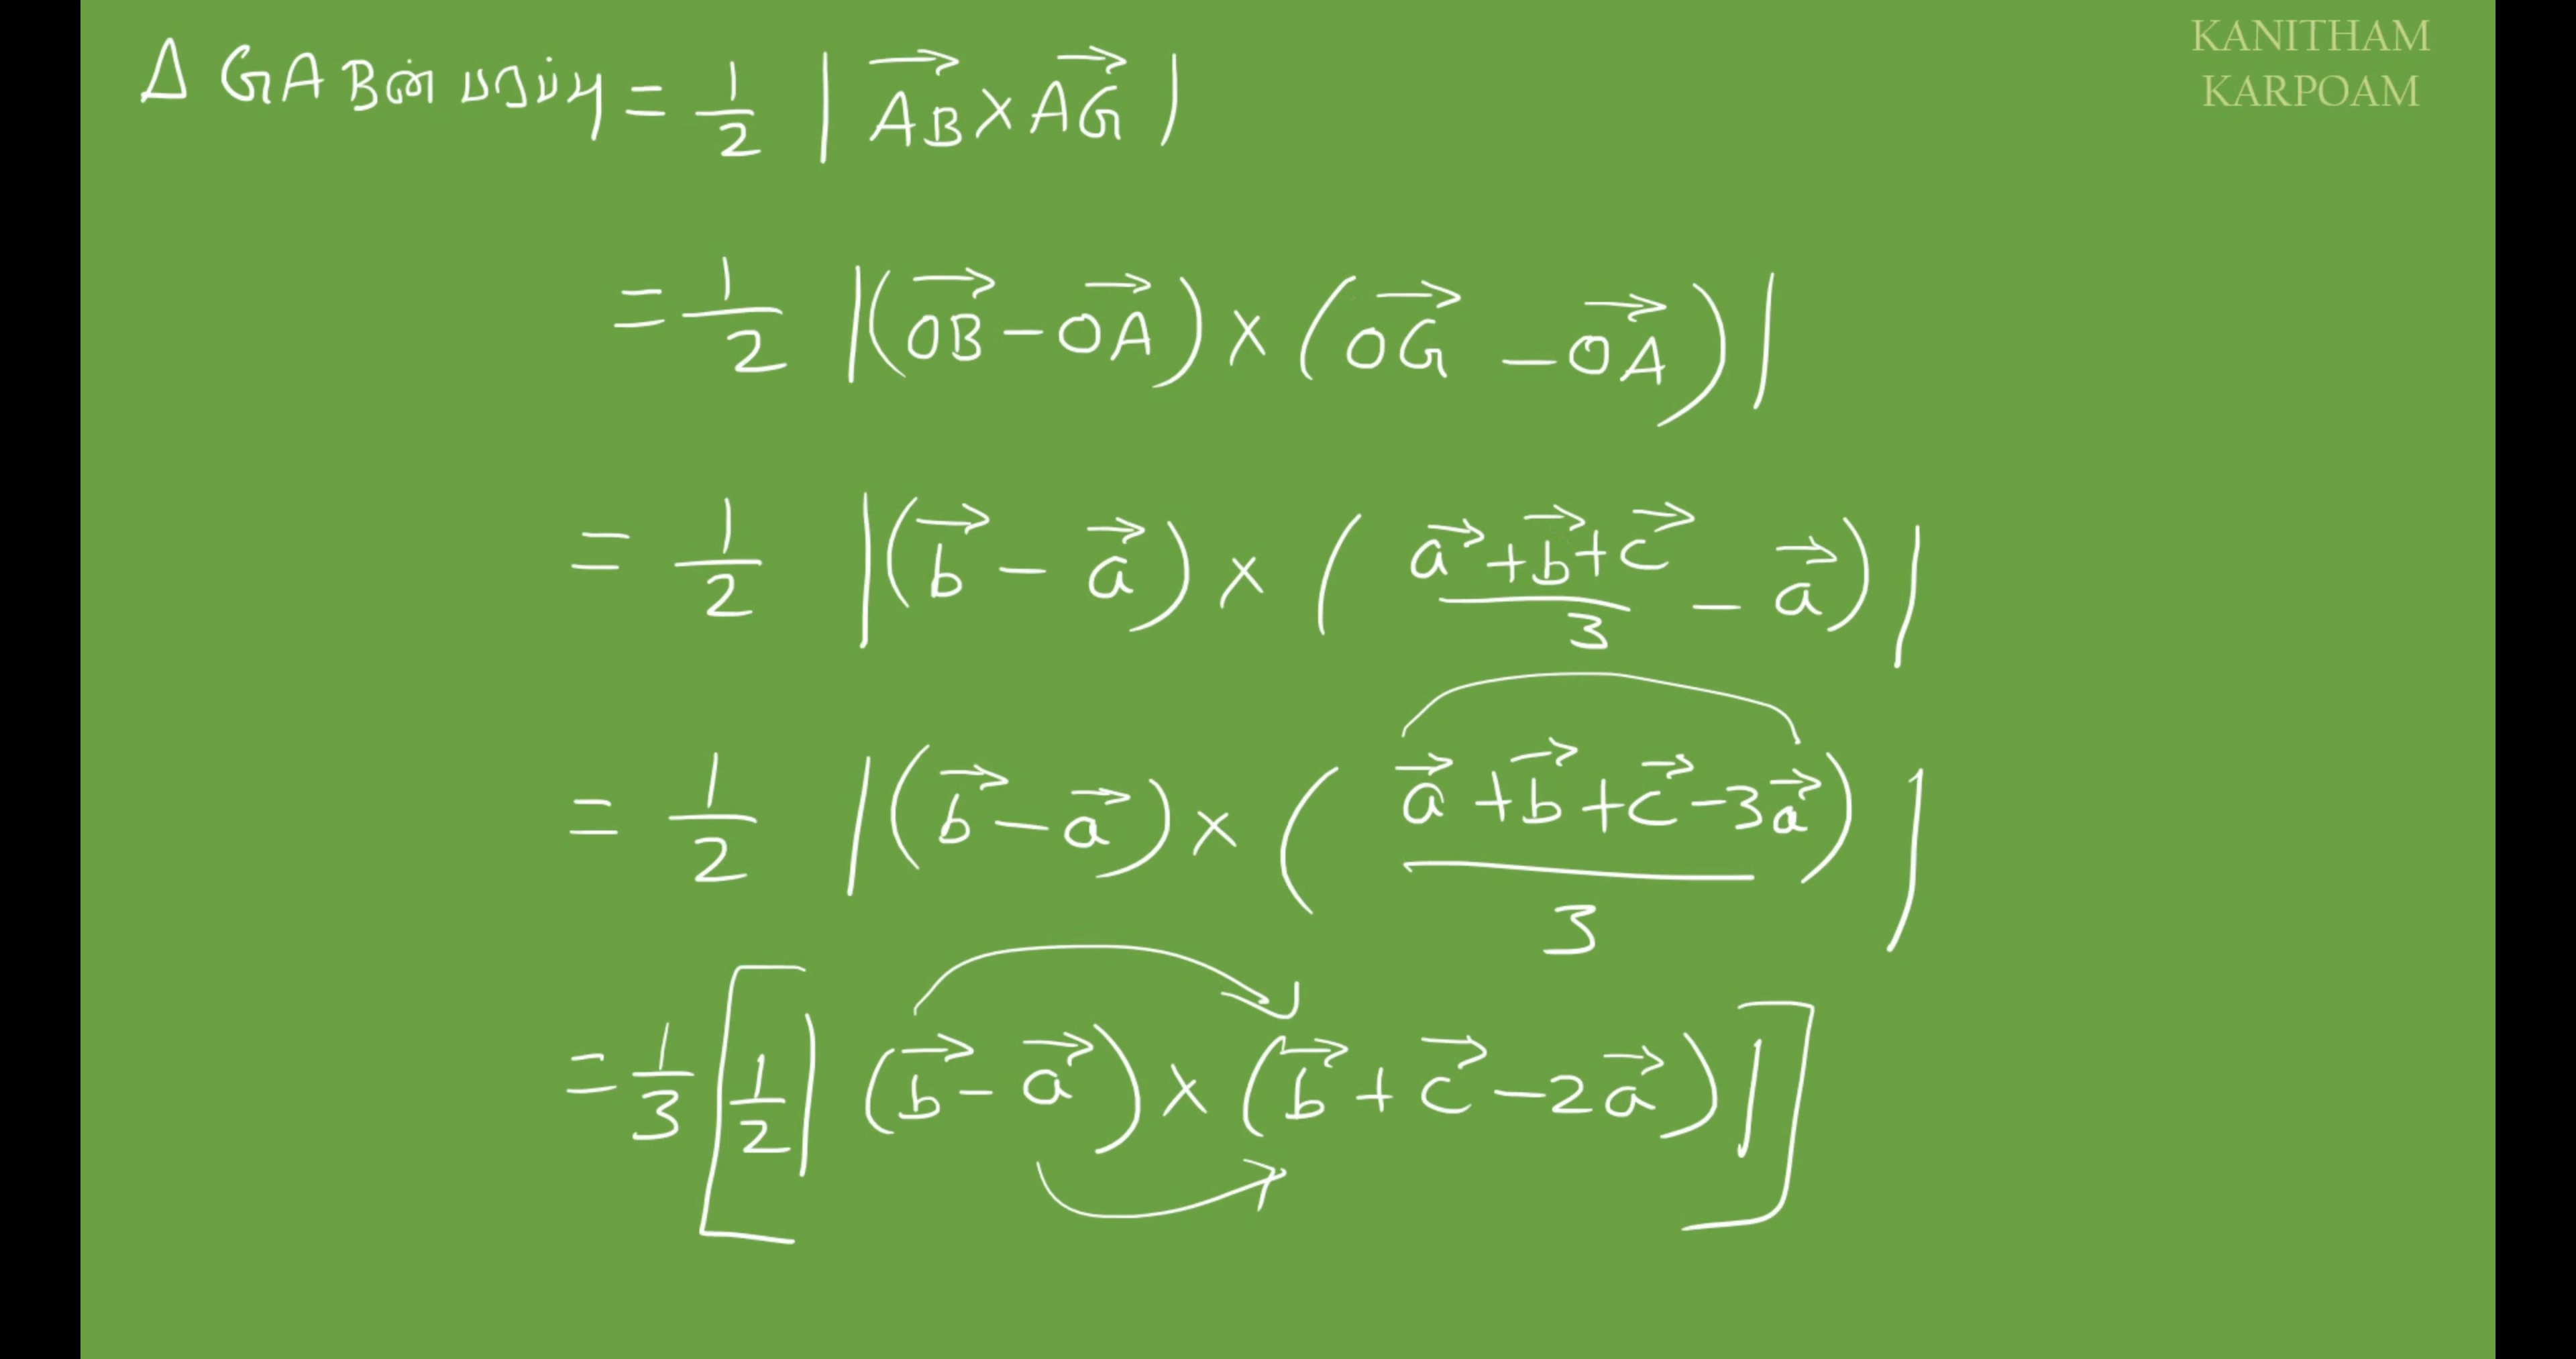 KANITHAM
KARPOAM
Δ GABன் பரப்பு = 1/2 | AB⃗ × AG⃗ |
= 1/2 |(OB⃗ − OA⃗) × (OG⃗ − OA⃗)|
= 1/2 |(b⃗ − a⃗) × ((a⃗ + b⃗ + c⃗)/3 − a⃗)|
= 1/2 |(b⃗ − a⃗) × ((a⃗ + b⃗ + c⃗ − 3a⃗)/3)|
= 1/3 [1/2 |(b⃗ − a⃗) × (b⃗ + c⃗ − 2a⃗)|]